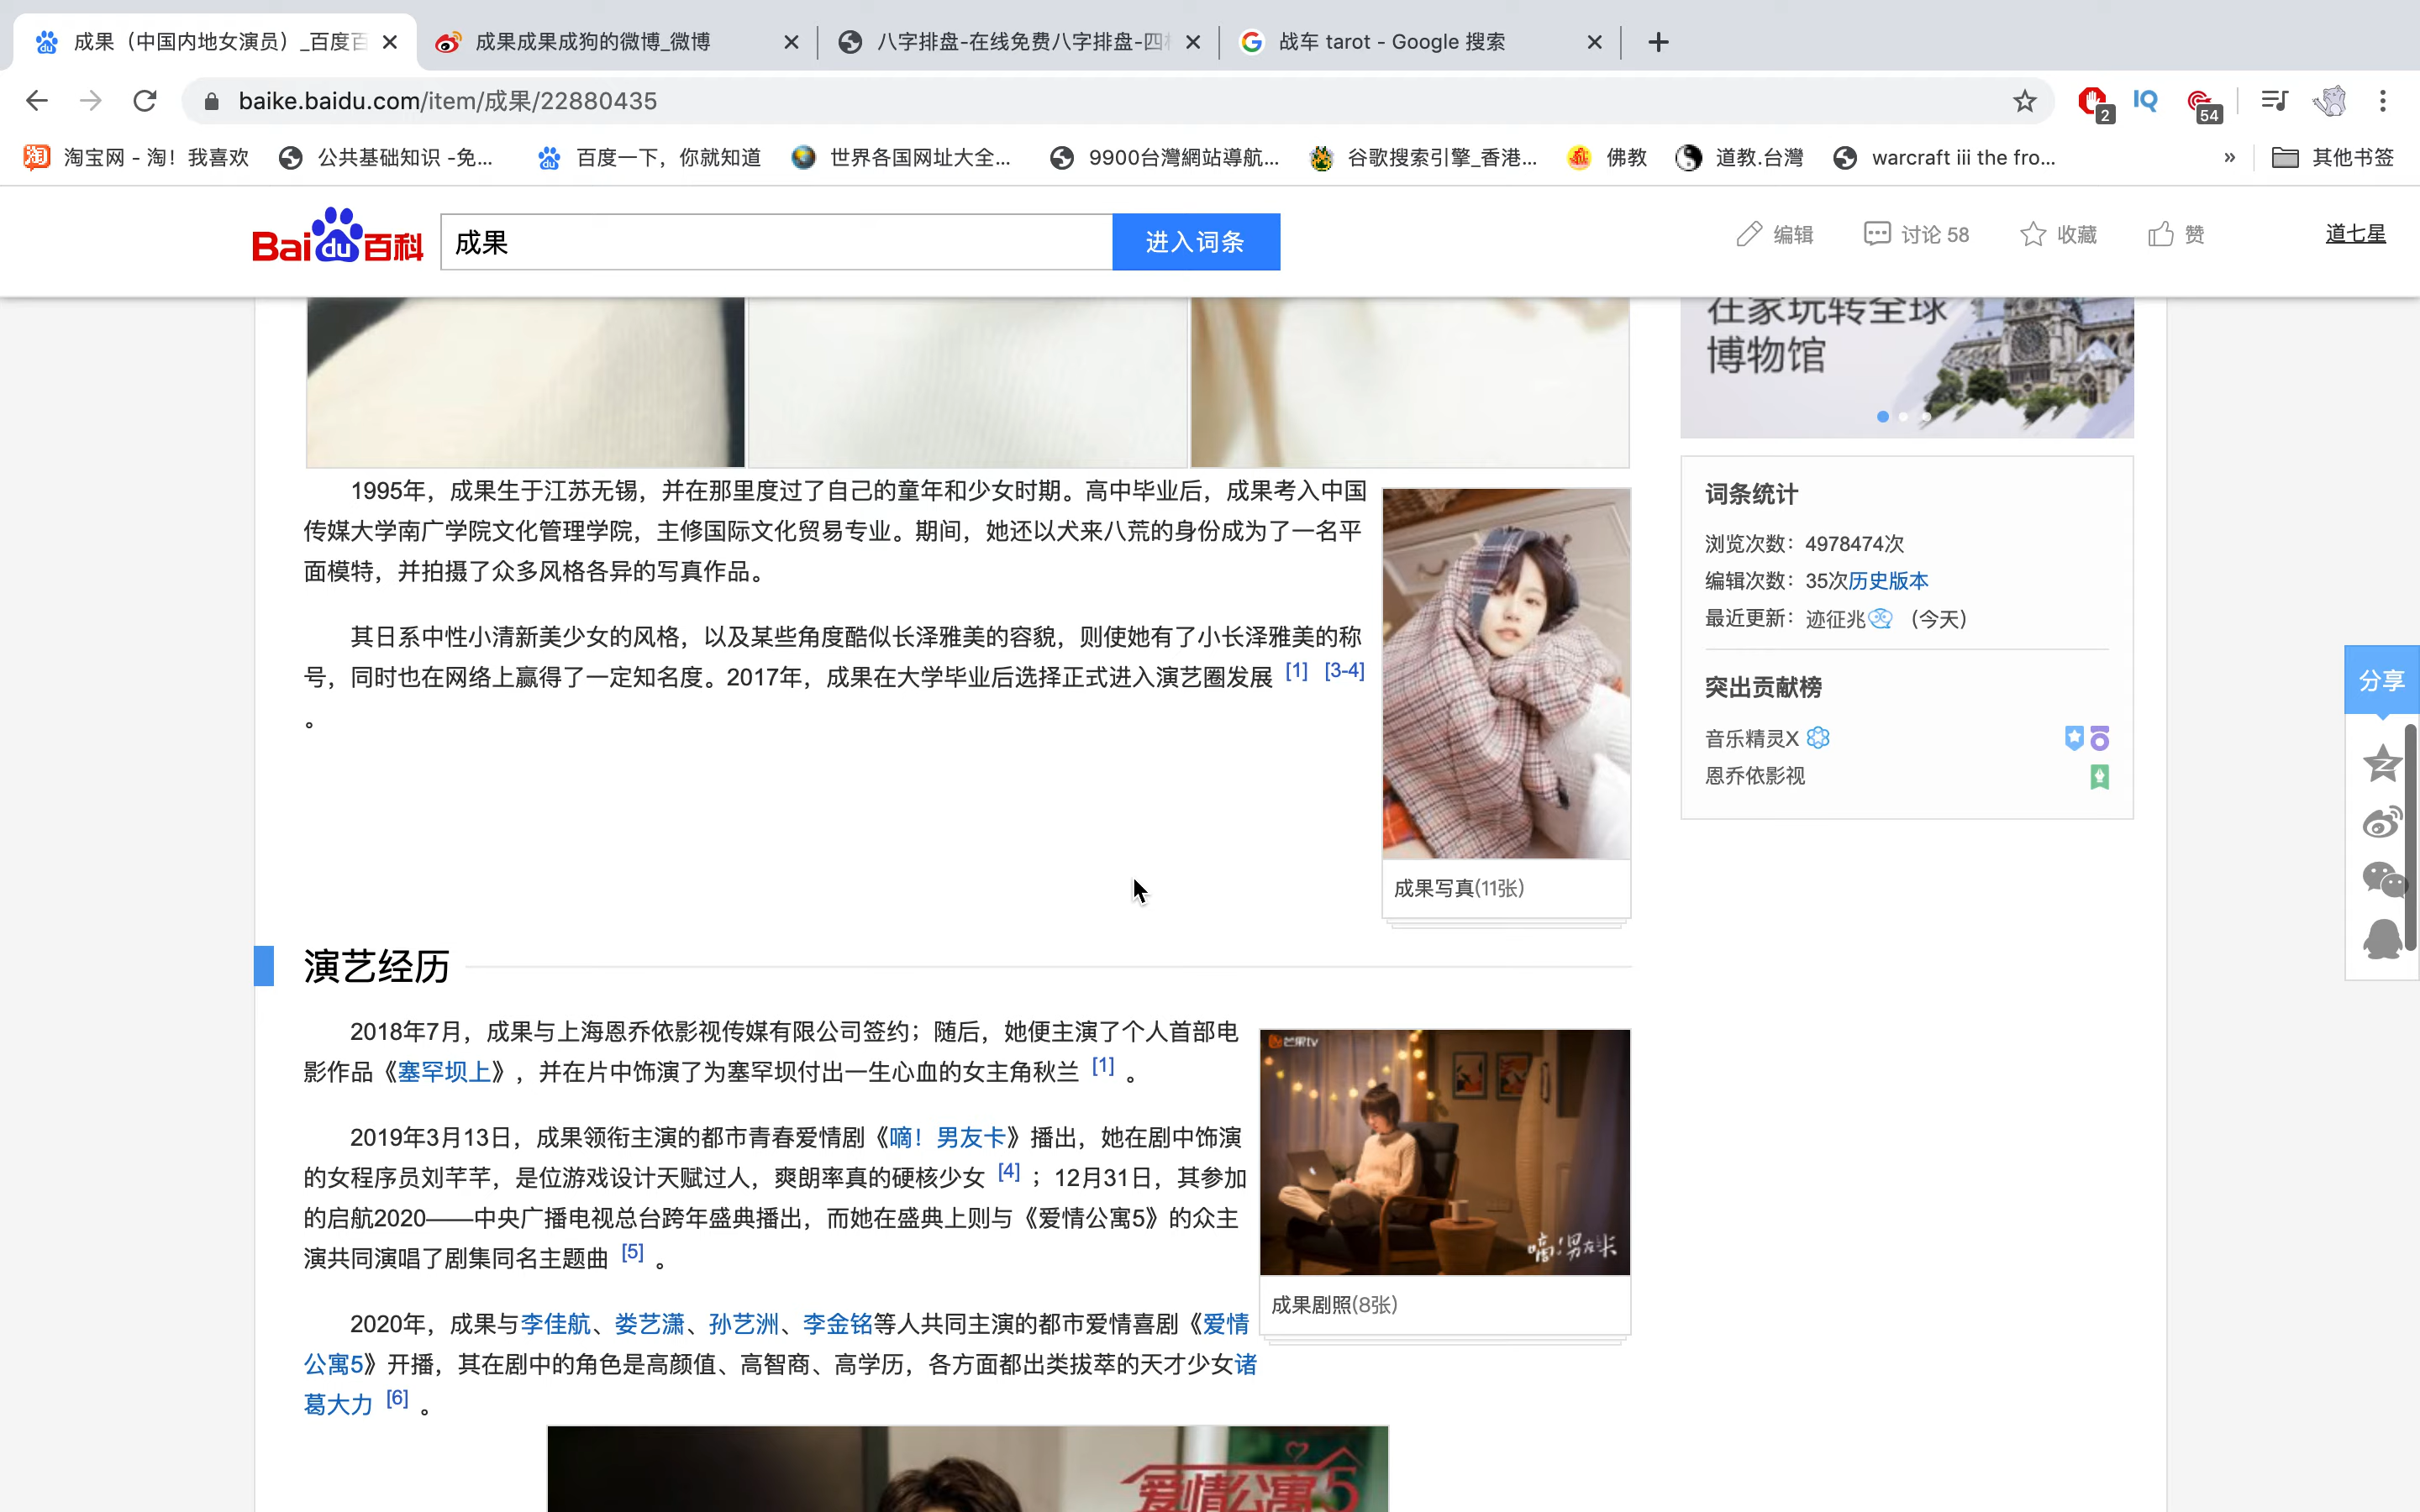 成果（中国内地女演员）_百度百
成果成果成狗的微博_微博
八字排盘-在线免费八字排盘-四
战车 tarot - Google 搜索
baike.baidu.com/item/成果/22880435
2
IQ
54
淘宝网 - 淘！我喜欢
公共基础知识 -免...
百度一下，你就知道
世界各国网址大全...
9900台灣網站導航...
谷歌搜索引擎_香港...
佛教
道教.台灣
warcraft iii the fro...
»
其他书签
Bai du 百科
成果
进入词条
编辑
讨论 58
收藏
赞
道七星
在家玩转全球
博物馆
1995年，成果生于江苏无锡，并在那里度过了自己的童年和少女时期。高中毕业后，成果考入中国
传媒大学南广学院文化管理学院，主修国际文化贸易专业。期间，她还以犬来八荒的身份成为了一名平
面模特，并拍摄了众多风格各异的写真作品。
其日系中性小清新美少女的风格，以及某些角度酷似长泽雅美的容貌，则使她有了小长泽雅美的称
号，同时也在网络上赢得了一定知名度。2017年，成果在大学毕业后选择正式进入演艺圈发展 [1] [3-4]
。
成果写真(11张)
词条统计
浏览次数：4978474次
编辑次数：35次历史版本
最近更新：迹征兆（今天）
突出贡献榜
音乐精灵X
恩乔依影视
分享
演艺经历
2018年7月，成果与上海恩乔依影视传媒有限公司签约；随后，她便主演了个人首部电
影作品《塞罕坝上》，并在片中饰演了为塞罕坝付出一生心血的女主角秋兰 [1] 。
2019年3月13日，成果领衔主演的都市青春爱情剧《嘀！男友卡》播出，她在剧中饰演
的女程序员刘芊芊，是位游戏设计天赋过人，爽朗率真的硬核少女 [4] ；12月31日，其参加
的启航2020——中央广播电视总台跨年盛典播出，而她在盛典上则与《爱情公寓5》的众主
演共同演唱了剧集同名主题曲 [5] 。
芒果tv
嘀！男友卡
成果剧照(8张)
2020年，成果与李佳航、娄艺潇、孙艺洲、李金铭等人共同主演的都市爱情喜剧《爱情
公寓5》开播，其在剧中的角色是高颜值、高智商、高学历，各方面都出类拔萃的天才少女诸
葛大力 [6] 。
爱情公寓5